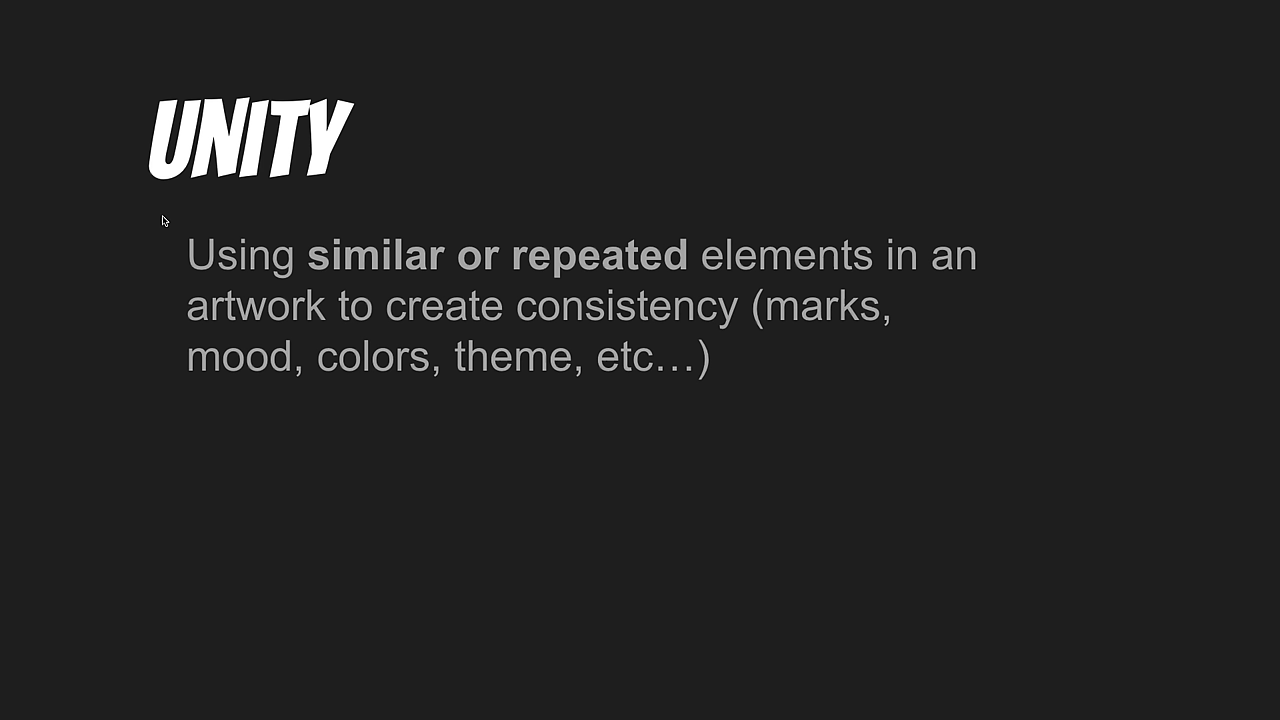 UNITY
Using similar or repeated elements in an
artwork to create consistency (marks,
mood, colors, theme, etc…)